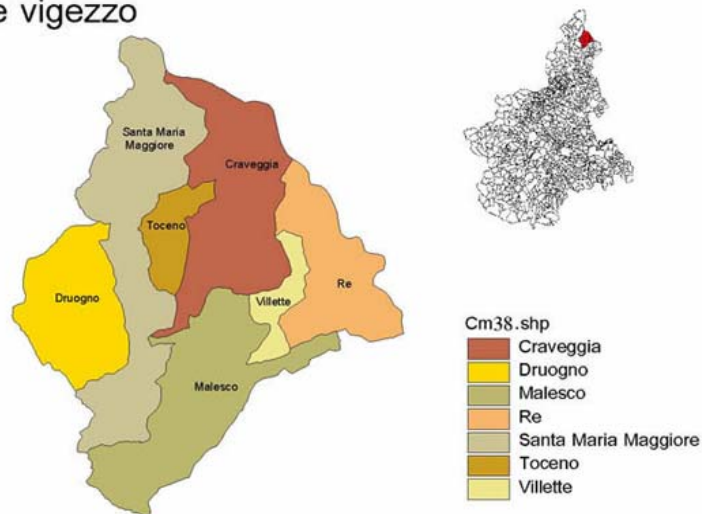 e vigezzo
Santa Maria
Maggiore
Craveggia
Toceno
Druogno
Villette
Re
Malesco
Cm38.shp
Craveggia
Druogno
Malesco
Re
Santa Maria Maggiore
Toceno
Villette